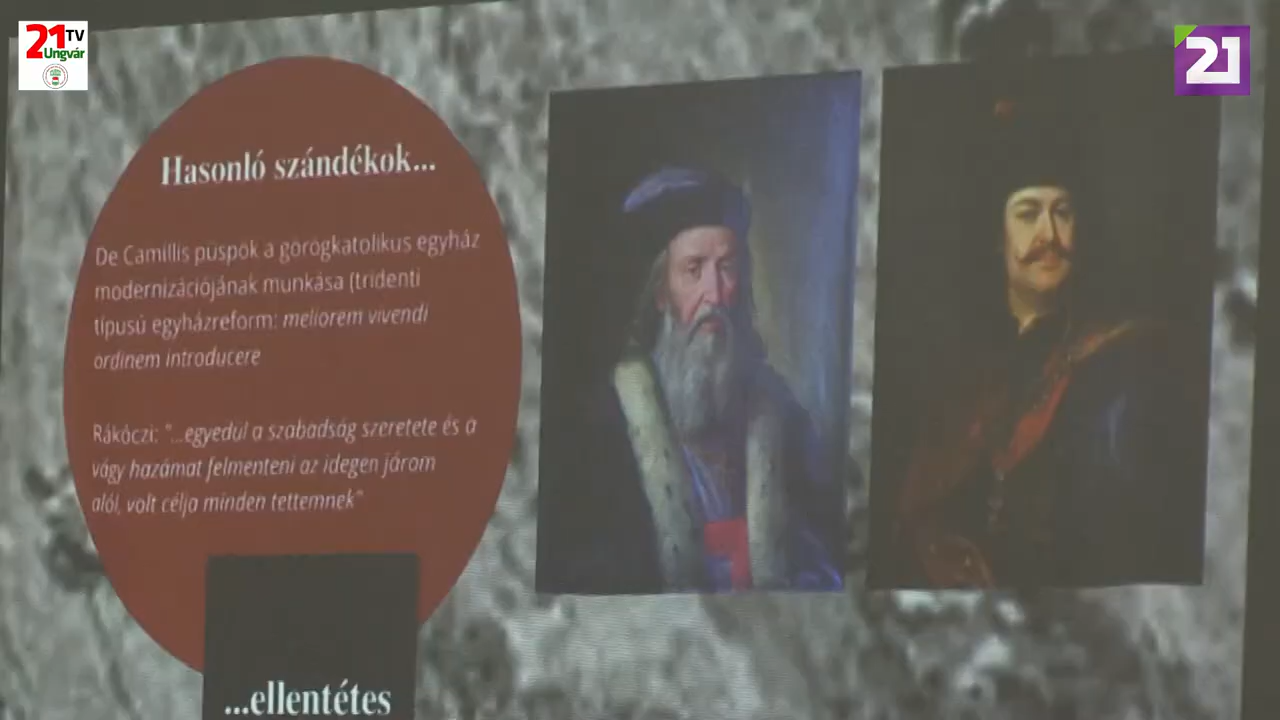 21TV
Ungvár
21
Hasonló szándékok...
De Camillis püspök a görögkatolikus egyház
modernizációjának munkása (tridenti
típusú egyházreform: meliorem vivendi
ordinem introducere
Rákóczi: "...egyedül a szabadság szeretete és a
vágy hazámat felmenteni az idegen járom
alól, volt célja minden tettemnek"
...ellentétes